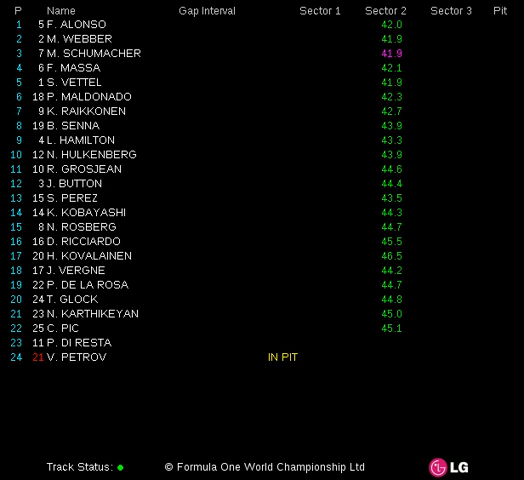 P Name Gap Interval Sector 1 Sector 2 Sector 3 Pit
1 5 F. ALONSO 42.0
2 2 M. WEBBER 41.9
3 7 M. SCHUMACHER 41.9
4 6 F. MASSA 42.1
5 1 S. VETTEL 41.9
6 18 P. MALDONADO 42.3
7 9 K. RAIKKONEN 42.7
8 19 B. SENNA 43.9
9 4 L. HAMILTON 43.3
10 12 N. HULKENBERG 43.9
11 10 R. GROSJEAN 44.6
12 3 J. BUTTON 44.4
13 15 S. PEREZ 43.5
14 14 K. KOBAYASHI 44.3
15 8 N. ROSBERG 44.7
16 16 D. RICCIARDO 45.5
17 20 H. KOVALAINEN 46.5
18 17 J. VERGNE 44.2
19 22 P. DE LA ROSA 44.7
20 24 T. GLOCK 44.8
21 23 N. KARTHIKEYAN 45.0
22 25 C. PIC 45.1
23 11 P. DI RESTA
24 21 V. PETROV IN PIT
Track Status: © Formula One World Championship Ltd LG